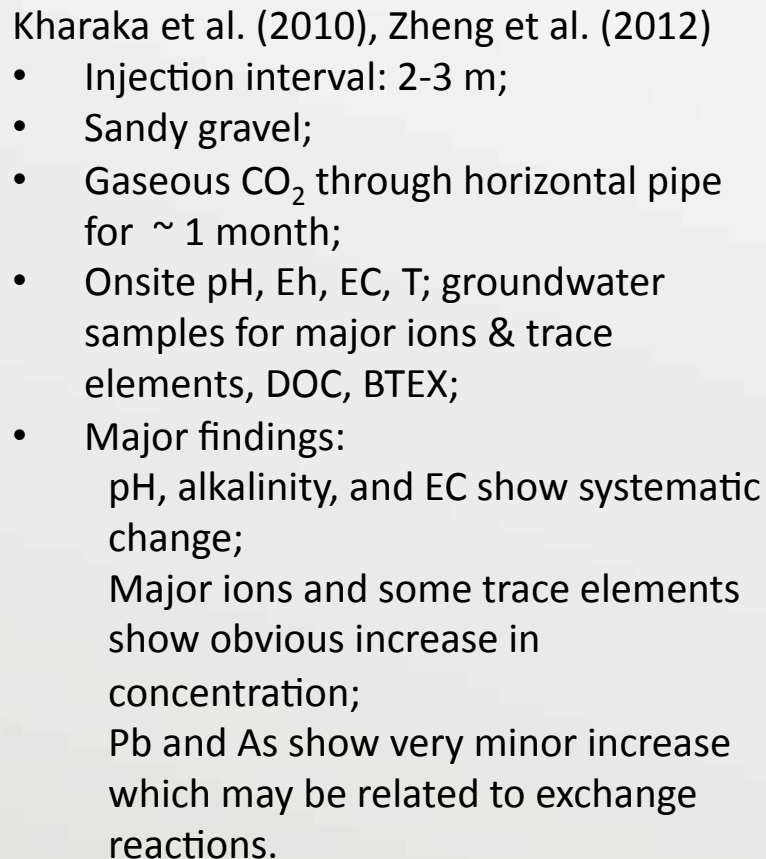 Kharaka et al. (2010), Zheng et al. (2012)
• Injection interval: 2-3 m;
• Sandy gravel;
• Gaseous CO₂ through horizontal pipe
for ~ 1 month;
• Onsite pH, Eh, EC, T; groundwater
samples for major ions & trace
elements, DOC, BTEX;
• Major findings:
pH, alkalinity, and EC show systematic
change;
Major ions and some trace elements
show obvious increase in
concentration;
Pb and As show very minor increase
which may be related to exchange
reactions.